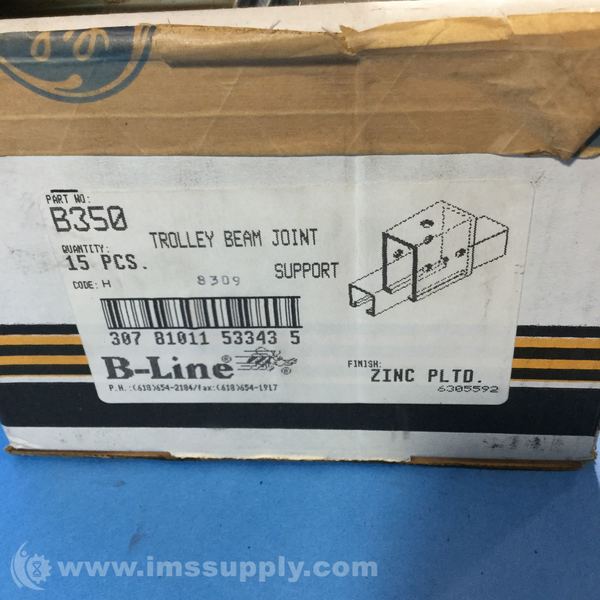 PART NO:
B350
TROLLEY BEAM JOINT
QUANTITY:
15 PCS.
SUPPORT
CODE: H
8309
307 81011 53343 5
B-Line®
®
FINISH:
ZINC PLTD.
P.H.:(618)654-2184/fax:(618)654-1917
6305592
www.imssupply.com